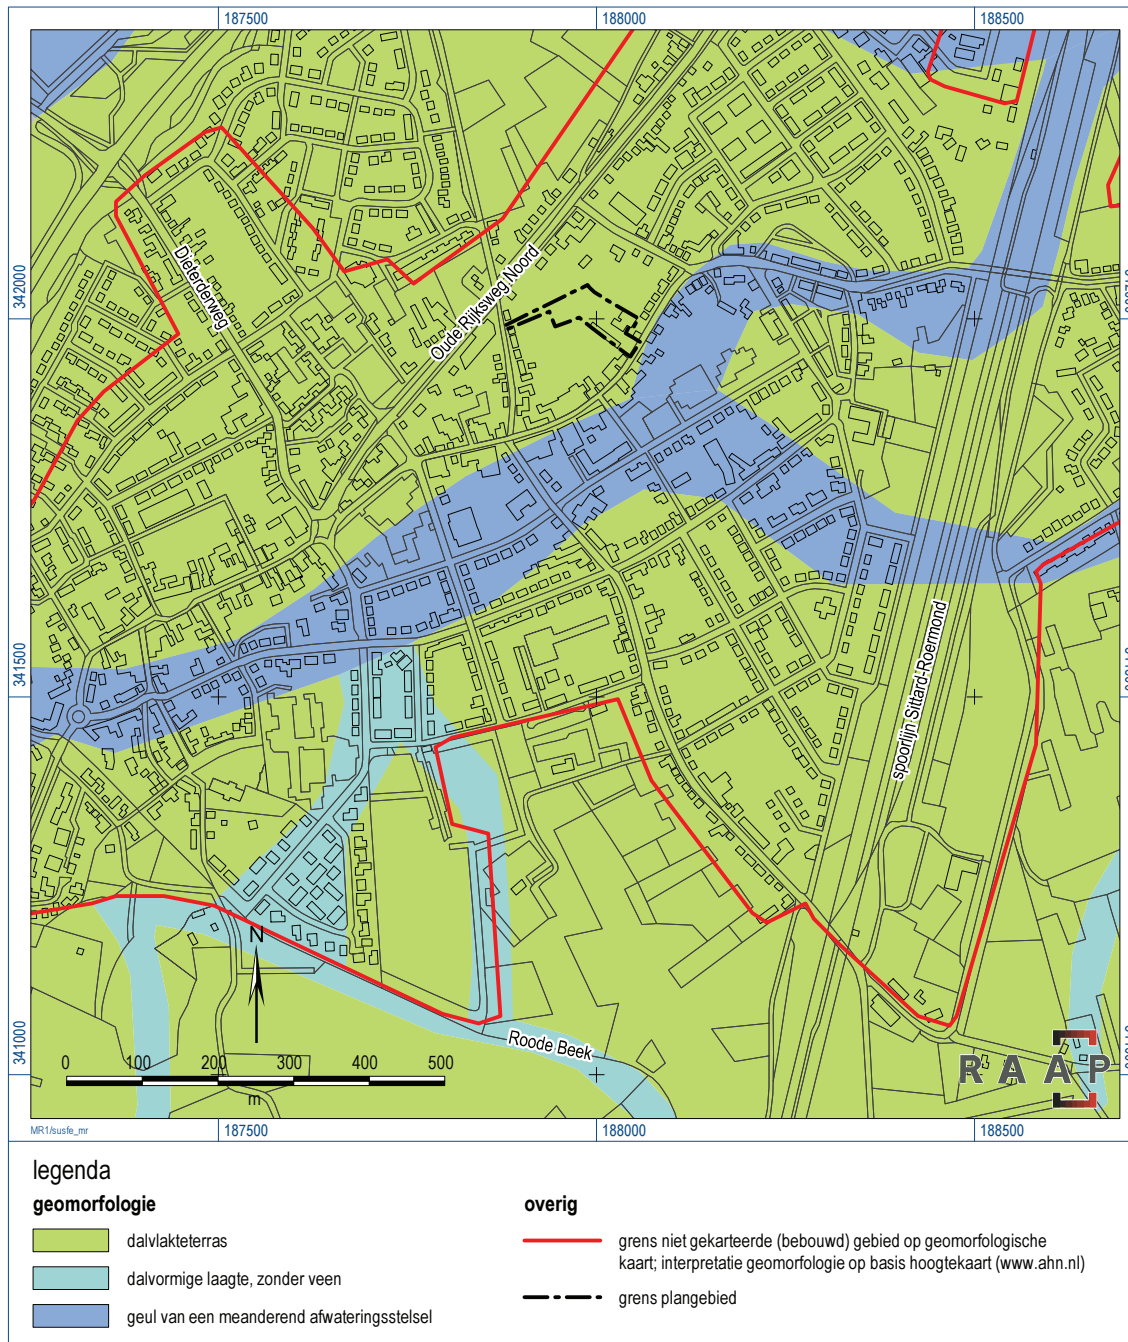 187500 188000 188500
342000
342000
341500
341500
341000
341000
Dieterderweg
Oude Rijksweg Noord
spoorlijn Sittard-Roermond
Roode Beek
N
0 100 200 300 400 500
m
RAAP
MR1/susfe_mr
187500 188000 188500
legenda
geomorfologie
dalvlakteterras
dalvormige laagte, zonder veen
geul van een meanderend afwateringsstelsel
overig
grens niet gekarteerde (bebouwd) gebied op geomorfologische
kaart; interpretatie geomorfologie op basis hoogtekaart (www.ahn.nl)
grens plangebied